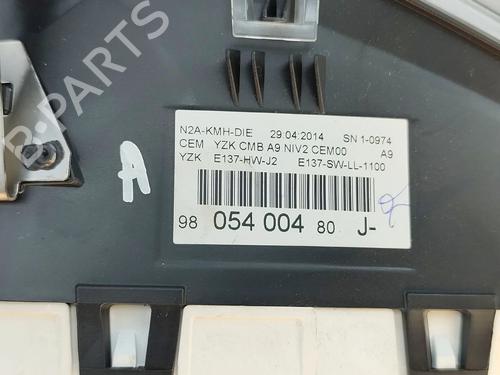 N2A-KMH-DIE 29.04.2014 SN 1-0974
CEM YZK CMB A9 NIV2 CEM00 A9
YZK E137-HW-J2 E137-SW-LL-1100
98 054 004 80 J-
A
B-PARTS